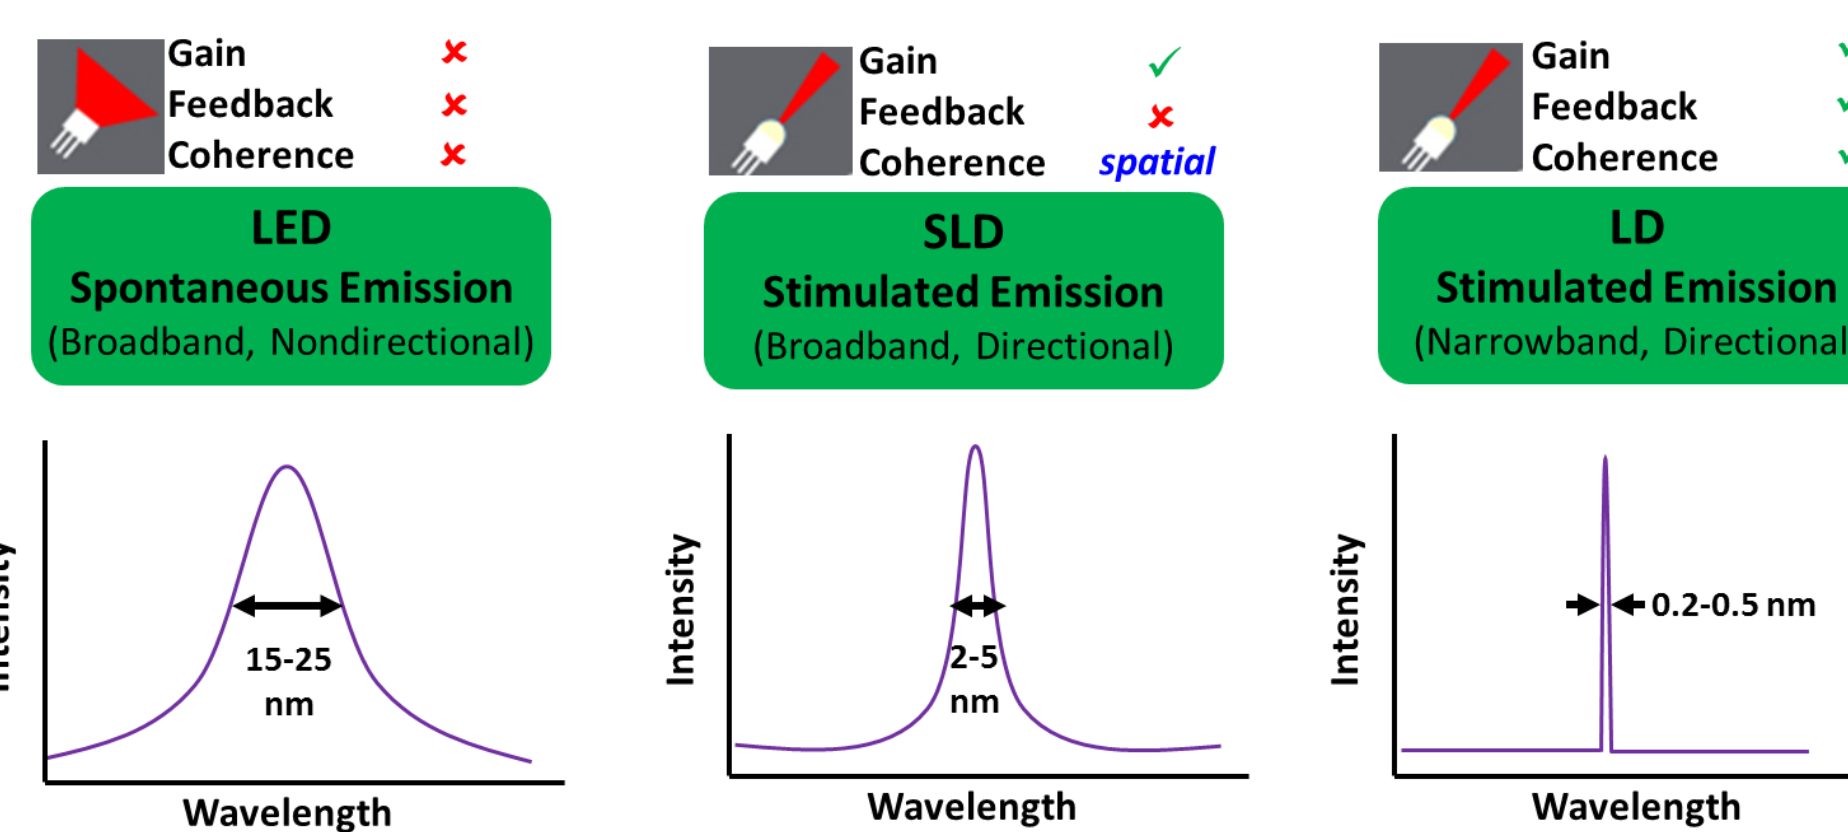 Gain ✘
Feedback ✘
Coherence ✘
LED
Spontaneous Emission
(Broadband, Nondirectional)
15-25
nm
Wavelength
Gain ✓
Feedback ✘
Coherence spatial
SLD
Stimulated Emission
(Broadband, Directional)
Intensity
2-5
nm
Wavelength
Gain
Feedback
Coherence
LD
Stimulated Emission
(Narrowband, Directional
Intensity
0.2-0.5 nm
Wavelength